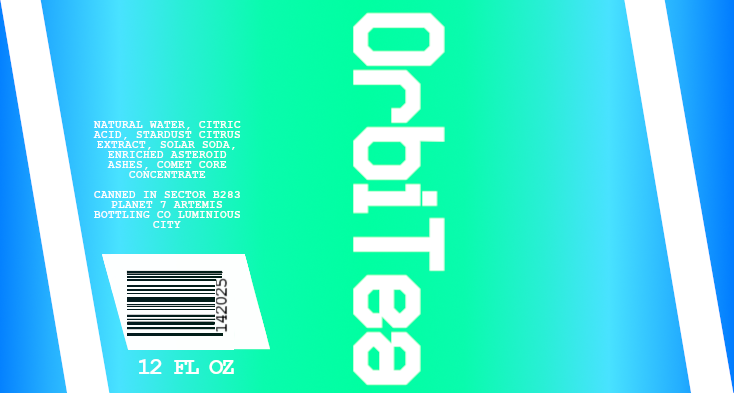 NATURAL WATER, CITRIC
ACID, STARDUST CITRUS
EXTRACT, SOLAR SODA,
ENRICHED ASTEROID
ASHES, COMET CORE
CONCENTRATE
CANNED IN SECTOR B283
PLANET 7 ARTEMIS
BOTTLING CO LUMINIOUS
CITY
142025
12 FL OZ
OrbiTea